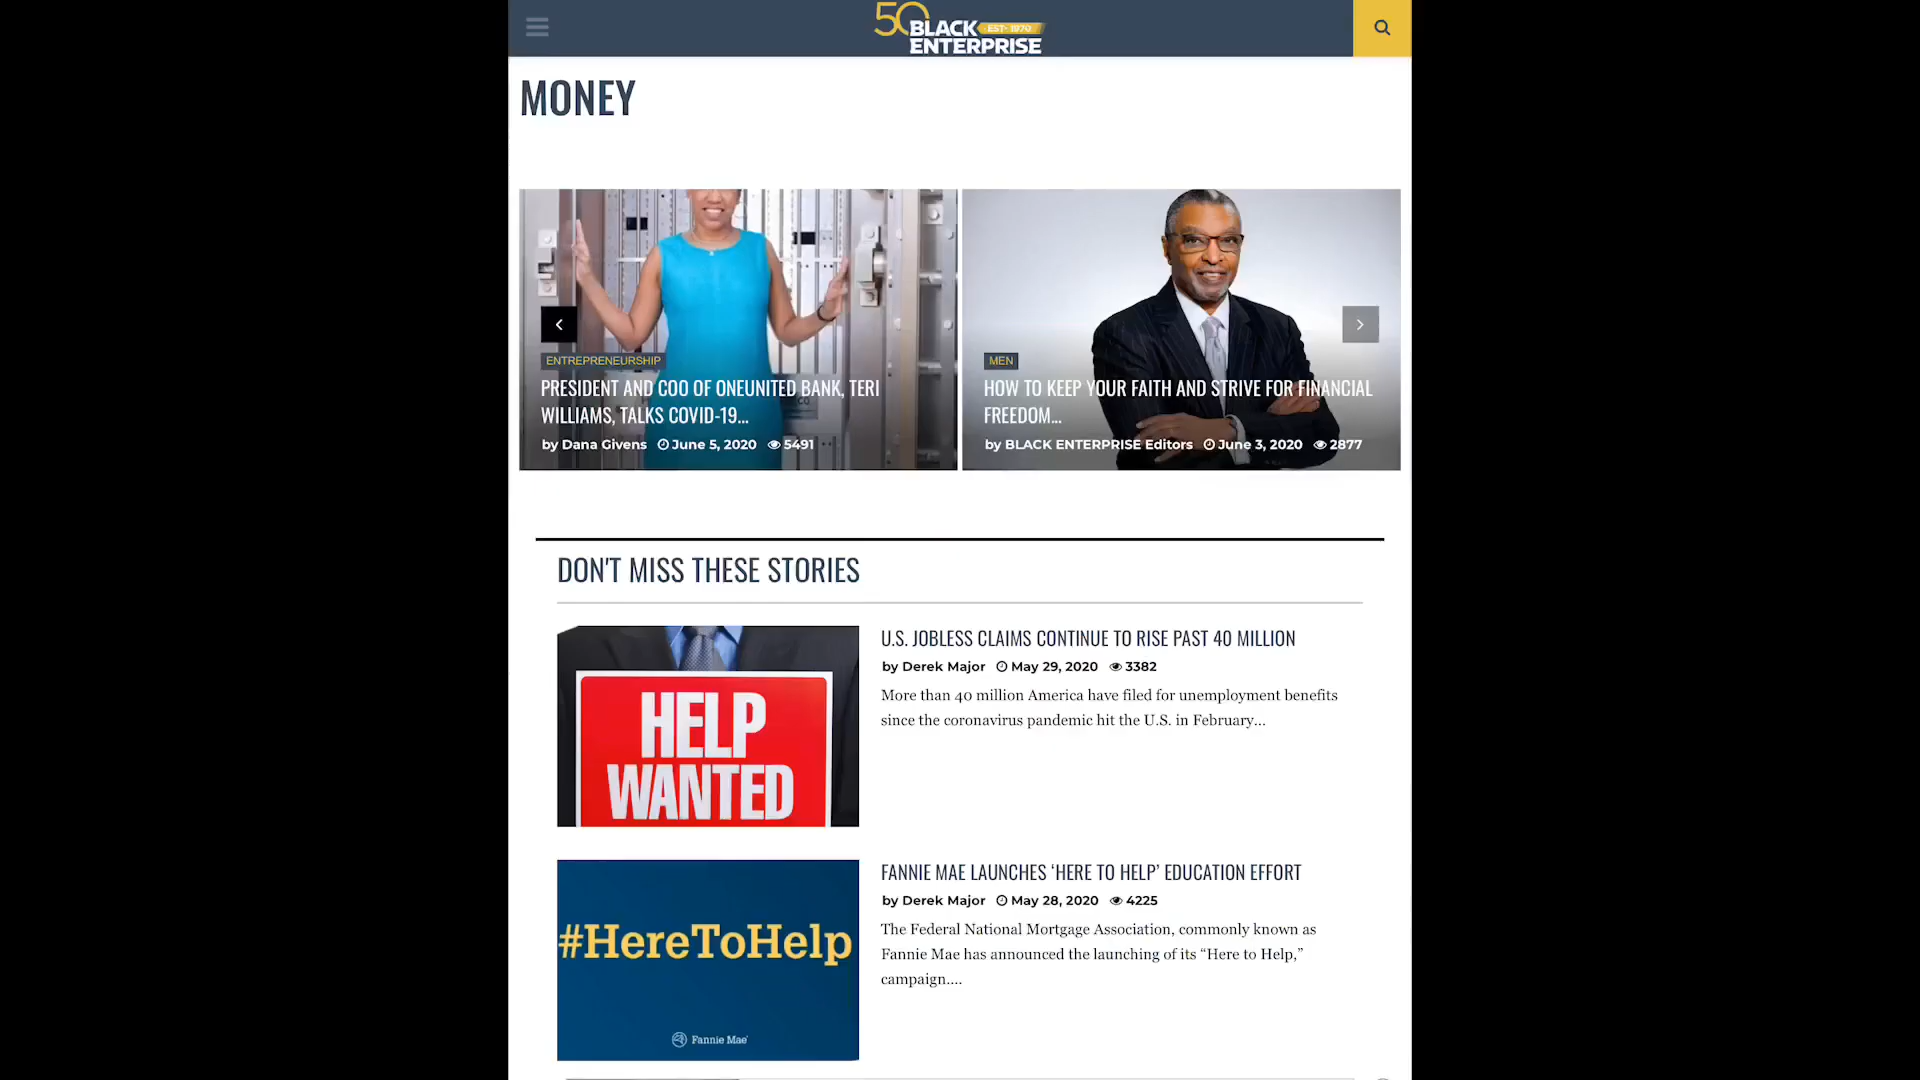 50
BLACK EST. 1970
ENTERPRISE
MONEY
ENTREPRENEURSHIP
PRESIDENT AND COO OF ONEUNITED BANK, TERI
WILLIAMS, TALKS COVID-19...
by Dana Givens June 5, 2020 5491
MEN
HOW TO KEEP YOUR FAITH AND STRIVE FOR FINANCIAL
FREEDOM...
by BLACK ENTERPRISE Editors June 3, 2020 2877
DON'T MISS THESE STORIES
HELP
WANTED
U.S. JOBLESS CLAIMS CONTINUE TO RISE PAST 40 MILLION
by Derek Major May 29, 2020 3382
More than 40 million America have filed for unemployment benefits
since the coronavirus pandemic hit the U.S. in February...
#HereToHelp
Fannie Mae
FANNIE MAE LAUNCHES ‘HERE TO HELP’ EDUCATION EFFORT
by Derek Major May 28, 2020 4225
The Federal National Mortgage Association, commonly known as
Fannie Mae has announced the launching of its “Here to Help,”
campaign....